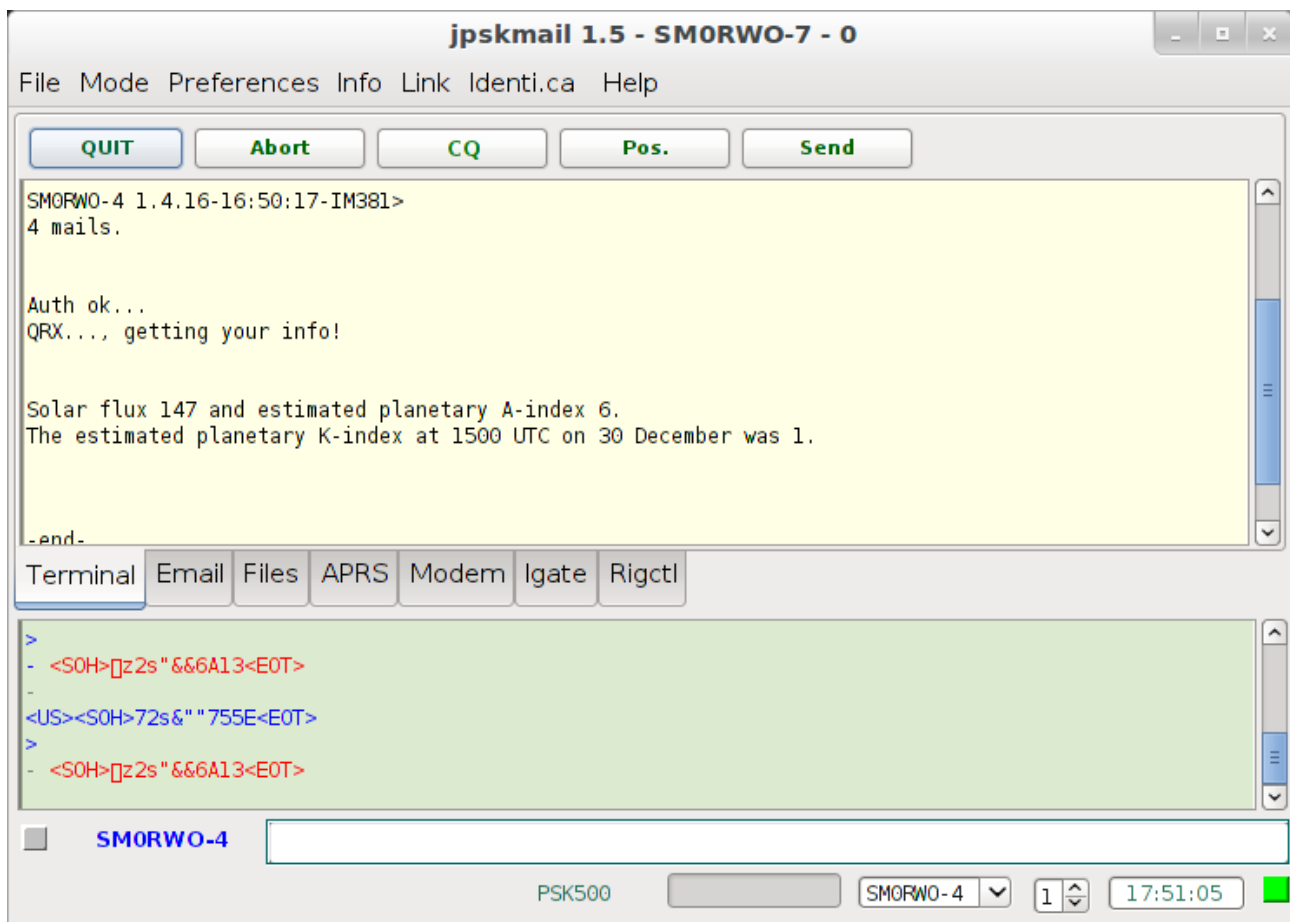 jpskmail 1.5 - SM0RWO-7 - 0
File Mode Preferences Info Link Identi.ca Help
QUIT Abort CQ Pos. Send
SM0RWO-4 1.4.16-16:50:17-IM38l>
4 mails.
Auth ok...
QRX..., getting your info!
Solar flux 147 and estimated planetary A-index 6.
The estimated planetary K-index at 1500 UTC on 30 December was 1.
-end-
Terminal Email Files APRS Modem Igate Rigctl
>
- <SOH>▯z2s"&&6A13<EOT>
-
<US><SOH>72s&""755E<EOT>
>
- <SOH>▯z2s"&&6A13<EOT>
SM0RWO-4
PSK500 SM0RWO-4 1 17:51:05